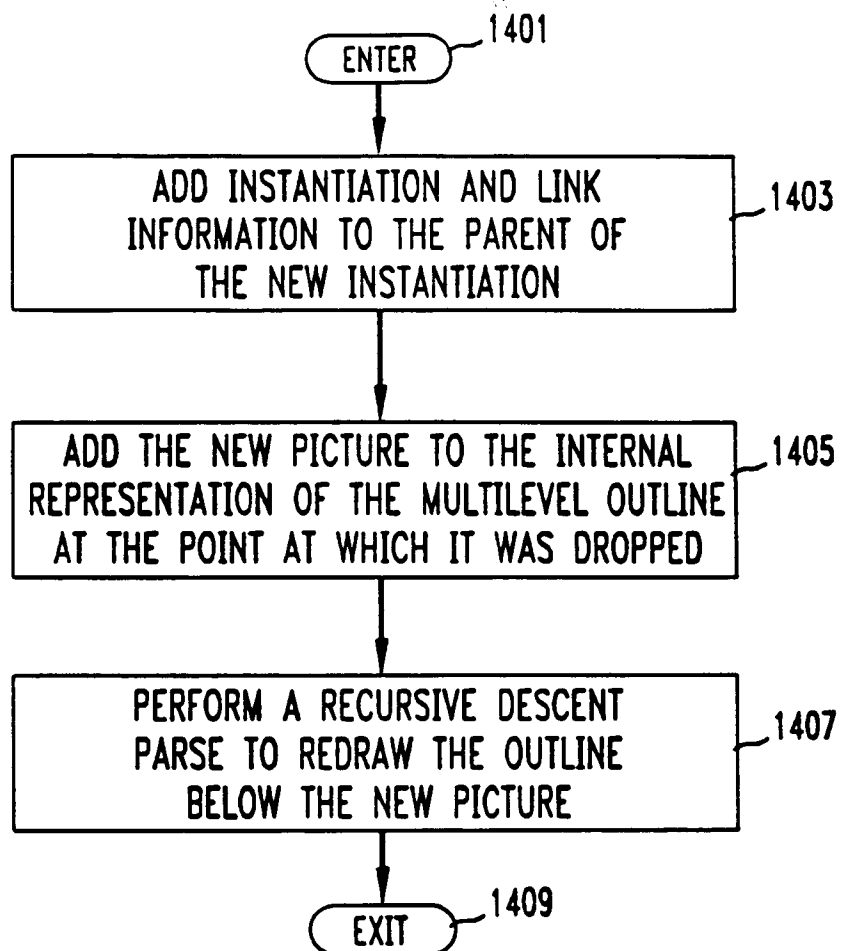 1401
ENTER
ADD INSTANTIATION AND LINK
INFORMATION TO THE PARENT OF
THE NEW INSTANTIATION
1403
ADD THE NEW PICTURE TO THE INTERNAL
REPRESENTATION OF THE MULTILEVEL OUTLINE
AT THE POINT AT WHICH IT WAS DROPPED
1405
PERFORM A RECURSIVE DESCENT
PARSE TO REDRAW THE OUTLINE
BELOW THE NEW PICTURE
1407
EXIT
1409